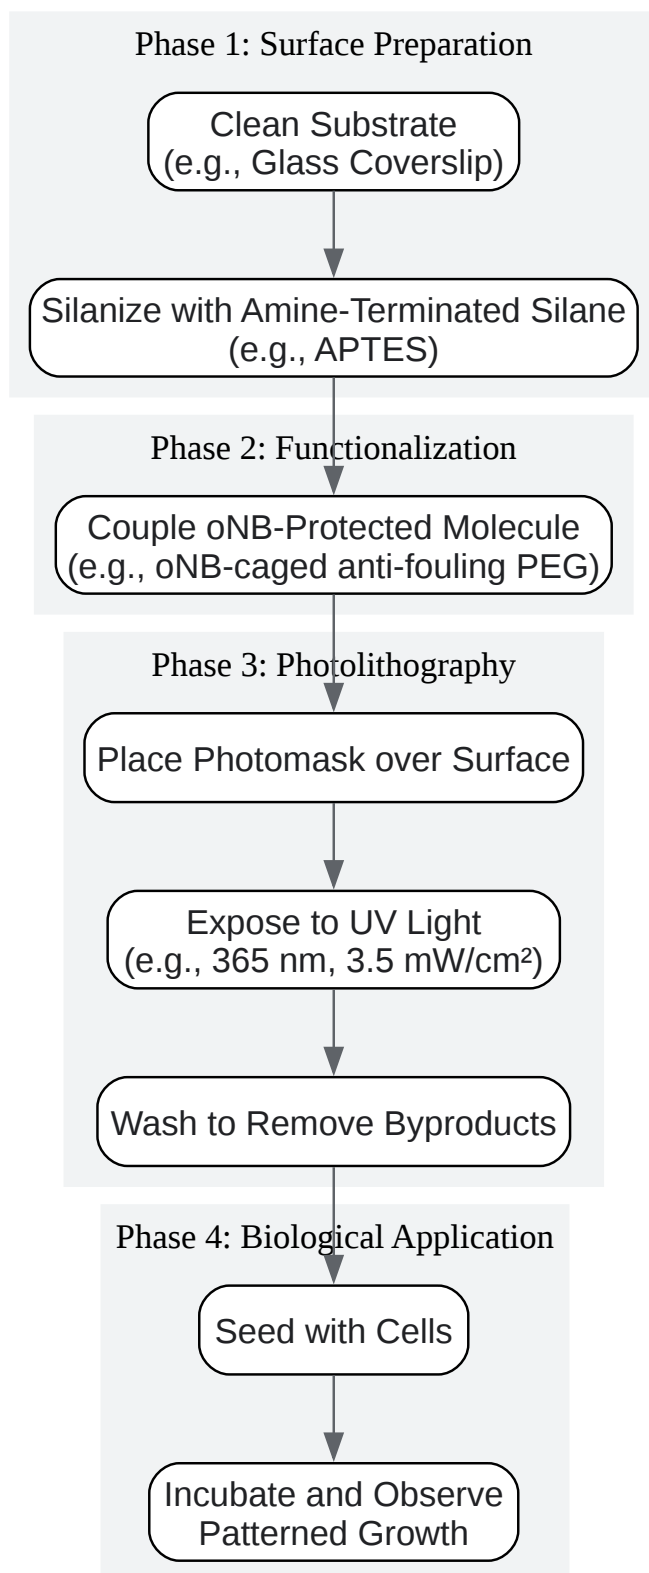 Phase 1: Surface Preparation
Clean Substrate
(e.g., Glass Coverslip)
Silanize with Amine-Terminated Silane
(e.g., APTES)
Phase 2: Functionalization
Couple oNB-Protected Molecule
(e.g., oNB-caged anti-fouling PEG)
Phase 3: Photolithography
Place Photomask over Surface
Expose to UV Light
(e.g., 365 nm, 3.5 mW/cm²)
Wash to Remove Byproducts
Phase 4: Biological Application
Seed with Cells
Incubate and Observe
Patterned Growth